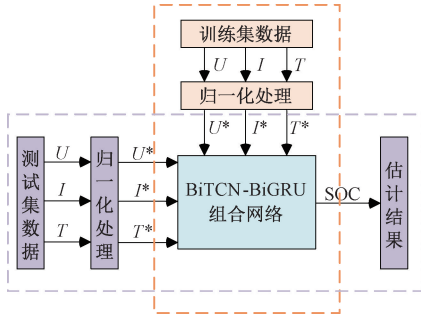 训练集数据
U I T
归一化处理
U* I* T*
测试集数据
U
I
T
归一化处理
U*
I*
T*
BiTCN-BiGRU
组合网络
SOC
估计结果